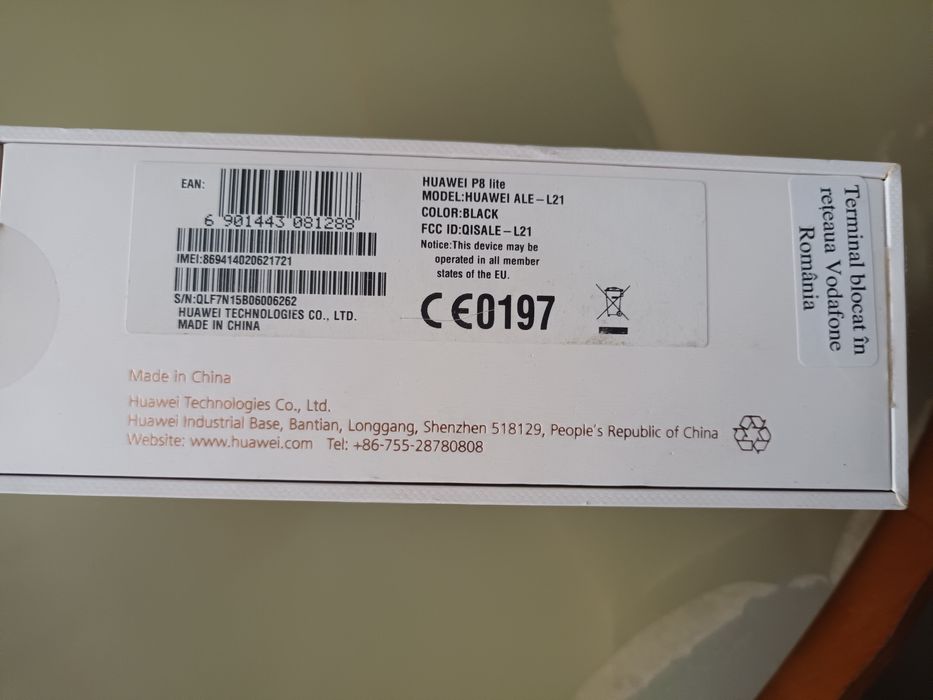 EAN:
6 901443 081288
IMEI:869414020621721
S/N:QLF7N15B06006262
HUAWEI TECHNOLOGIES CO., LTD.
MADE IN CHINA
HUAWEI P8 lite
MODEL:HUAWEI ALE-L21
COLOR:BLACK
FCC ID:QISALE-L21
Notice:This device may be
operated in all member
states of the EU.
CE0197
Terminal blocat în
rețeaua Vodafone
România
Made in China
Huawei Technologies Co., Ltd.
Huawei Industrial Base, Bantian, Longgang, Shenzhen 518129, People's Republic of China
Website: www.huawei.com Tel: +86-755-28780808